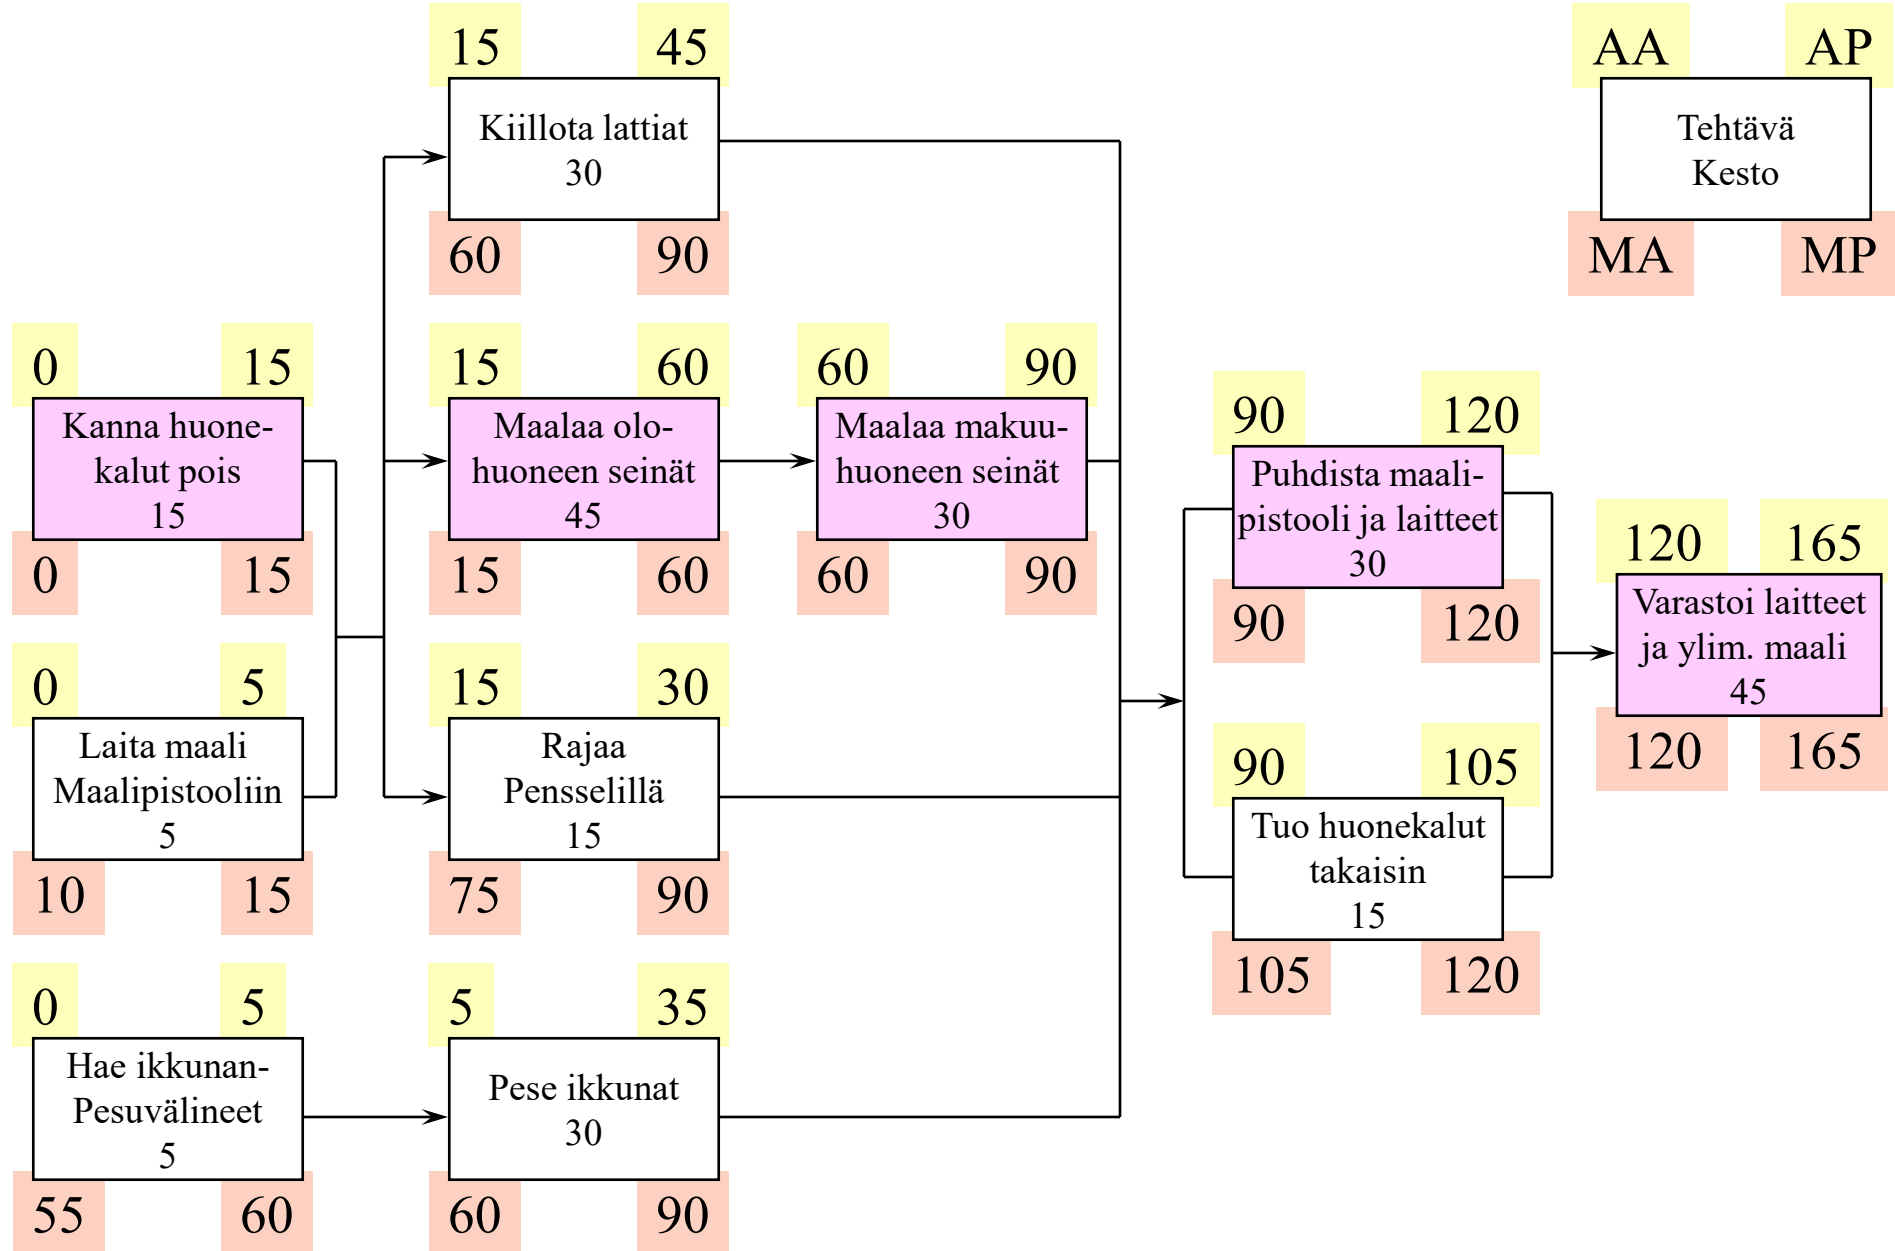 15 45
Kiillota lattiat
30
60 90
AA AP
Tehtävä
Kesto
MA MP
0 15
Kanna huone-
kalut pois
15
0 15
15 60
Maalaa olo-
huoneen seinät
45
15 60
60 90
Maalaa makuu-
huoneen seinät
30
60 90
90 120
Puhdista maali-
pistooli ja laitteet
30
90 120
120 165
Varastoi laitteet
ja ylim. maali
45
120 165
0 5
Laita maali
Maalipistooliin
5
10 15
15 30
Rajaa
Pensselillä
15
75 90
90 105
Tuo huonekalut
takaisin
15
105 120
0 5
Hae ikkunan-
Pesuvälineet
5
55 60
5 35
Pese ikkunat
30
60 90